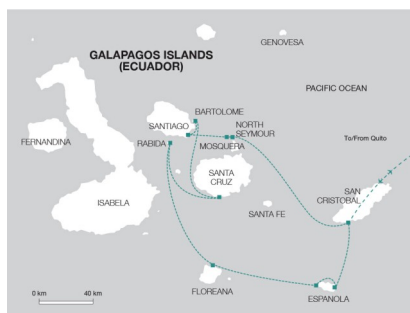 GENOVESA
GALAPAGOS ISLANDS
(ECUADOR)
PACIFIC OCEAN
BARTOLOME
SANTIAGO
NORTH
SEYMOUR
To/From Quito
FERNANDINA
RABIDA
MOSQUERA
SANTA
CRUZ
SAN
CRISTOBAL
ISABELA
SANTA FE
FLOREANA
ESPANOLA
0 km
40 km